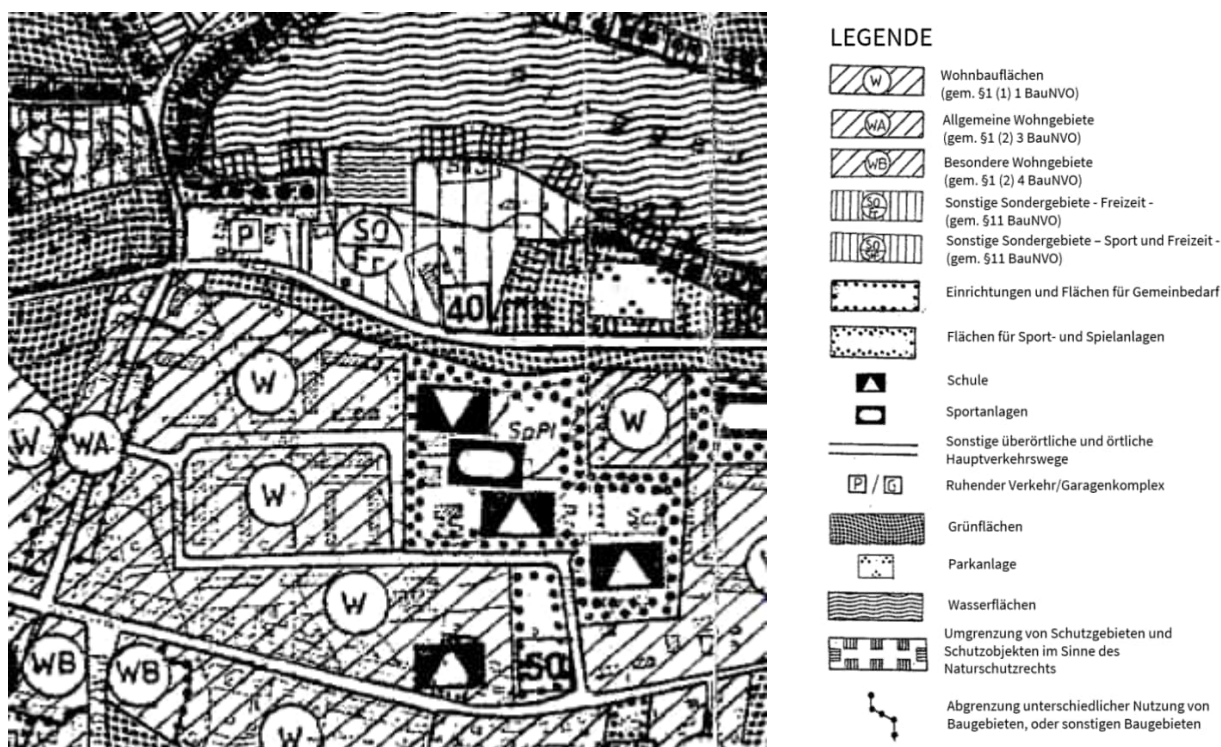 LEGENDE
W
Wohnbauflächen
(gem. §1 (1) 1 BauNVO)
WA
Allgemeine Wohngebiete
(gem. §1 (2) 3 BauNVO)
WB
Besondere Wohngebiete
(gem. §1 (2) 4 BauNVO)
SO
Fr
Sonstige Sondergebiete - Freizeit -
(gem. §11 BauNVO)
SO
Sonstige Sondergebiete – Sport und Freizeit -
(gem. §11 BauNVO)
Einrichtungen und Flächen für Gemeinbedarf
Flächen für Sport- und Spielanlagen
Schule
Sportanlagen
Sonstige überörtliche und örtliche
Hauptverkehrswege
P / G
Ruhender Verkehr/Garagenkomplex
Grünflächen
Parkanlage
Wasserflächen
Umgrenzung von Schutzgebieten und
Schutzobjekten im Sinne des
Naturschutzrechts
Abgrenzung unterschiedlicher Nutzung von
Baugebieten, oder sonstigen Baugebieten
SO
P
SO
Fr
40
W
W
SpPl
W
WA
W
Sc.
W
50
WB
WB
W